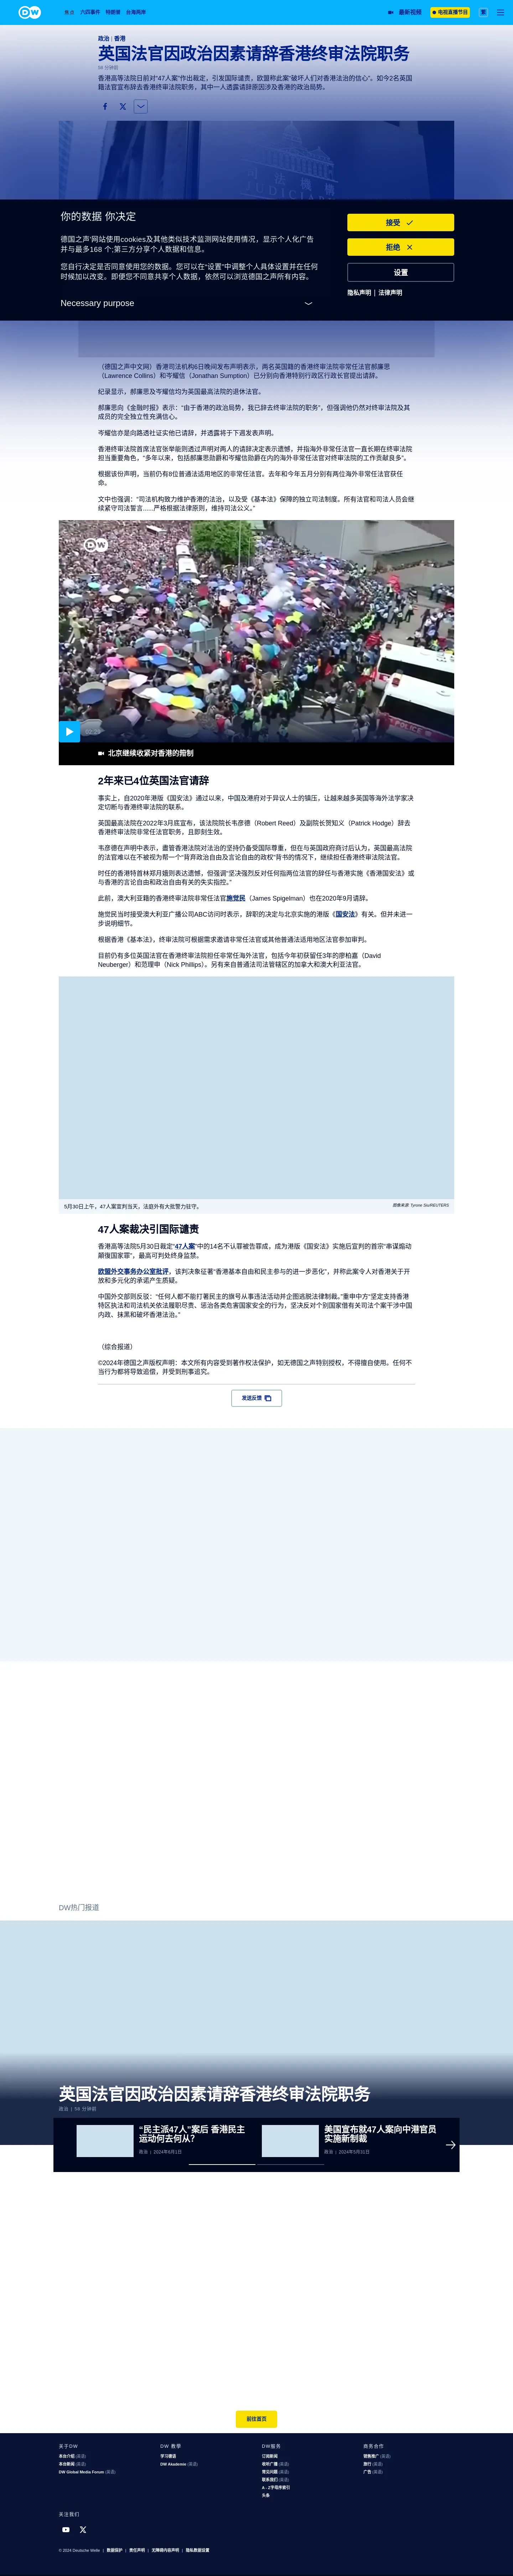 DW
焦点 六四事件 特朗普 台海两岸
最新视频
电视直播节目
繁
政治 | 香港
英国法官因政治因素请辞香港终审法院职务
58 分钟前
香港高等法院日前对“47人案”作出裁定,引发国际谴责。欧盟称此案“破坏人们对香港法治的信心”。如今2名英国籍法官宣布辞去香港终审法院职务,其中一人透露请辞原因涉及香港的政治局势。
你的数据 你决定
德国之声'网站使用cookies及其他类似技术监测网站使用情况,显示个人化广告并与最多168 个;第三方分享个人数据和信息。
您自行决定是否同意使用您的数据。您可以在“设置”中调整个人具体设置并在任何时候加以改变。即便您不同意共享个人数据,依然可以浏览德国之声所有内容。
Necessary purpose
接受
拒绝
设置
隐私声明 | 法律声明
(德国之声中文网)香港司法机构6日晚间发布声明表示,两名英国籍的香港终审法院非常任法官郝廉思(Lawrence Collins)和岑耀信(Jonathan Sumption)已分别向香港特别行政区行政长官提出请辞。
纪录显示,郝廉思及岑耀信均为英国最高法院的退休法官。
郝廉思向《金融时报》表示:“由于香港的政治局势,我已辞去终审法院的职务”,但强调他仍然对终审法院及其成员的完全独立性充满信心。
岑耀信亦是向路透社证实他已请辞,并透露将于下週发表声明。
香港终审法院首席法官张举能则透过声明对两人的请辞决定表示遗憾,并指海外非常任法官一直长期在终审法院担当重要角色,“多年以来,包括郝廉思勋爵和岑耀信勋爵在内的海外非常任法官对终审法院的工作贡献良多”。
根据该份声明,当前仍有8位普通法适用地区的非常任法官。去年和今年五月分别有两位海外非常任法官获任命。
文中也强调:“司法机构致力维护香港的法治,以及受《基本法》保障的独立司法制度。所有法官和司法人员会继续紧守司法誓言......严格根据法律原则,维持司法公义。”
DW
北京继续收紧对香港的箝制
2年来已4位英国法官请辞
事实上,自2020年港版《国安法》通过以来,中国及港府对于异议人士的镇压,让越来越多英国等海外法学家决定切断与香港终审法院的联系。
英国最高法院在2022年3月底宣布,该法院院长韦彦德(Robert Reed)及副院长贺知义(Patrick Hodge)辞去香港终审法院非常任法官职务,且即刻生效。
韦彦德在声明中表示,盡管香港法院对法治的坚持仍备受国际尊重,但在与英国政府商讨后认为,英国最高法院的法官难以在不被视为帮一个“背弃政治自由及言论自由的政权”背书的情况下,继续担任香港终审法院法官。
时任的香港特首林郑月娥则表达遗憾,但强调“坚决强烈反对任何指两位法官的辞任与香港实施《香港国安法》或与香港的言论自由和政治自由有关的失实指控。”
此前,澳大利亚籍的香港终审法院非常任法官施觉民(James Spigelman)也在2020年9月请辞。
施觉民当时接受澳大利亚广播公司ABC访问时表示,辞职的决定与北京实施的港版《国安法》有关。但并未进一步说明细节。
根据香港《基本法》,终审法院可根据需求邀请非常任法官或其他普通法适用地区法官参加审判。
目前仍有多位英国法官在香港终审法院担任非常任海外法官,包括今年初获留任3年的廖柏嘉(David Neuberger)和范理申(Nick Phillips)。另有来自普通法司法管辖区的加拿大和澳大利亚法官。
5月30日上午,47人案宣判当天,法庭外有大批警力驻守。
图像来源: Tyrone Siu/REUTERS
47人案裁决引国际谴责
香港高等法院5月30日裁定“47人案”中的14名不认罪被告罪成,成为港版《国安法》实施后宣判的首宗“串谋煽动颠復国家罪”,最高可判处终身监禁。
欧盟外交事务办公室批评,该判决象征着“香港基本自由和民主参与的进一步恶化”,并称此案令人对香港关于开放和多元化的承诺产生质疑。
中国外交部则反驳:“任何人都不能打著民主的旗号从事违法活动并企图逃脱法律制裁。”重申中方“坚定支持香港特区执法和司法机关依法履职尽责、惩治各类危害国家安全的行为,坚决反对个别国家借有关司法个案干涉中国内政、抹黑和破坏香港法治。”
(综合报道)
©2024年德国之声版权声明:本文所有内容受到著作权法保护,如无德国之声特别授权,不得擅自使用。任何不当行为都将导致追偿,并受到刑事追究。
发送反馈
DW热门报道
英国法官因政治因素请辞香港终审法院职务
政治 | 58 分钟前
“民主派47人”案后 香港民主运动何去何从?
政治 | 2024年6月1日
美国宣布就47人案向中港官员实施新制裁
政治 | 2024年5月31日
前往首页
关于DW
本台介绍 (英语)
本台新闻 (英语)
DW Global Media Forum (英语)
DW 教學
学习德语
DW Akademie (英语)
DW服务
订阅新闻
收听广播 (英语)
常见问题 (英语)
联系我们 (英语)
A - Z字母序索引
头条
商务合作
销售推广 (英语)
旅行 (英语)
广告 (英语)
关注我们
© 2024 Deutsche Welle | 数据保护 | 责任声明 | 无障碍内容声明 | 隐私数据设置